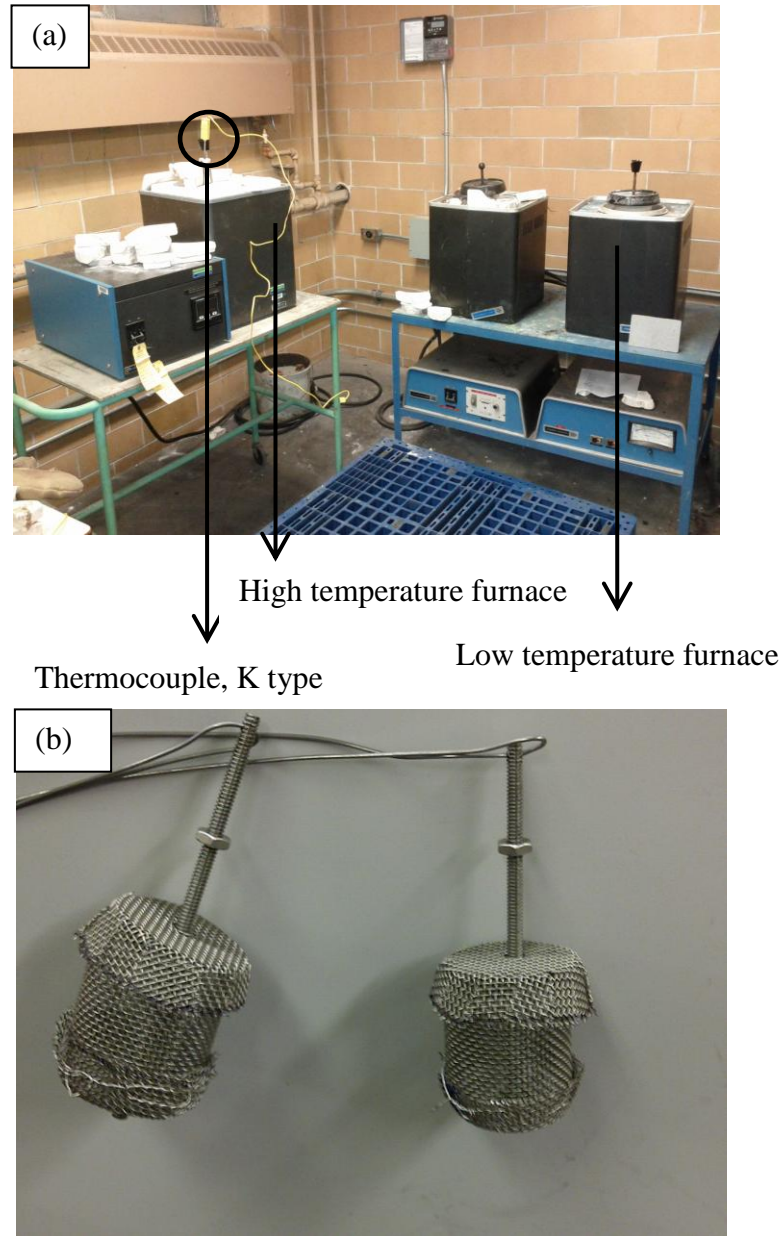 (a)
High temperature furnace
Low temperature furnace
Thermocouple, K type
(b)